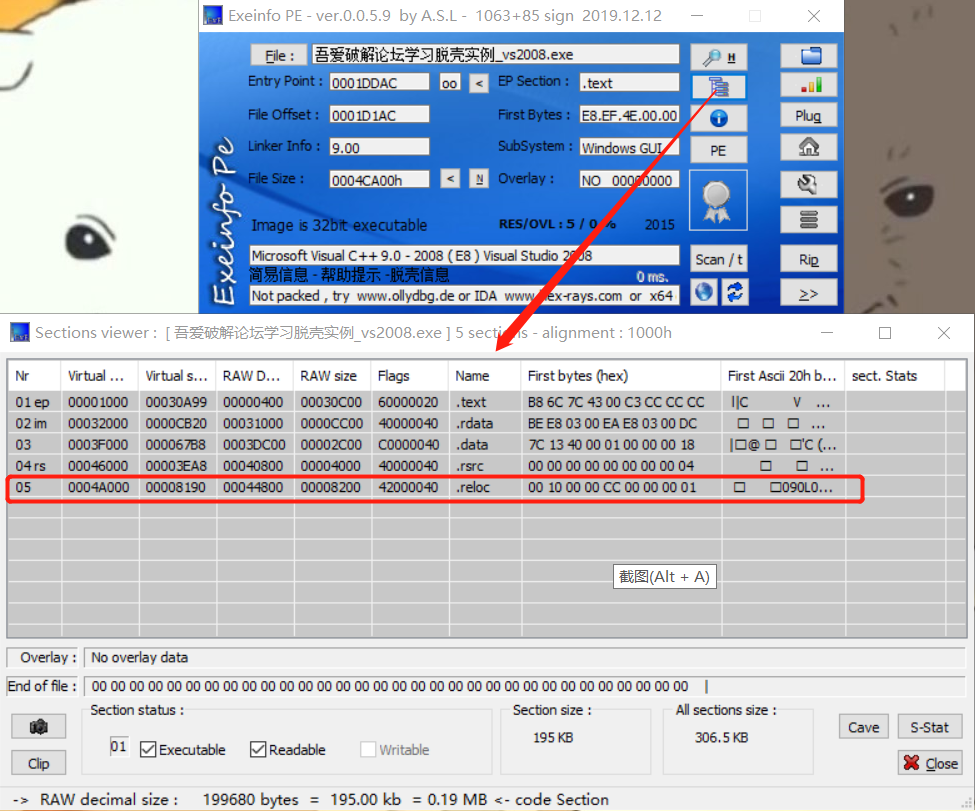 Exeinfo PE - ver.0.0.5.9 by A.S.L - 1063+85 sign 2019.12.12
File : 吾爱破解论坛学习脱壳实例_vs2008.exe H
Entry Point : 0001DDAC oo < EP Section : .text
File Offset : 0001D1AC First Bytes : E8.EF.4E.00.00 Plug
Linker Info : 9.00 SubSystem : Windows GUI PE
File Size : 0004CA00h < N Overlay : NO 00000000
Image is 32bit executable RES/OVL : 5 / 0 % 2015
Exeinfo Pe
Microsoft Visual C++ 9.0 - 2008 ( E8 ) Visual Studio 2008 Scan / t Rip
简易信息 - 帮助提示 -脱壳信息 0 ms.
Not packed , try www.ollydbg.de or IDA www.hex-rays.com or x64 >>
Sections viewer : [ 吾爱破解论坛学习脱壳实例_vs2008.exe ] 5 sections - alignment : 1000h
Nr Virtual ... Virtual s... RAW D... RAW size Flags Name First bytes (hex) First Ascii 20h b... sect. Stats
01 ep 00001000 00030A99 00000400 00030C00 60000020 .text B8 6C 7C 43 00 C3 CC CC CC l|C V ...
02 im 00032000 0000CB20 00031000 0000CC00 40000040 .rdata BE E8 03 00 EA E8 03 00 DC □ □ □ ...
03 0003F000 000067B8 0003DC00 00002C00 C0000040 .data 7C 13 40 00 01 00 00 00 18 |□@ □ □'C (...
04 rs 00046000 00003EA8 00040800 00004000 40000040 .rsrc 00 00 00 00 00 00 00 00 04 □ □ ...
05 0004A000 00008190 00044800 00008200 42000040 .reloc 00 10 00 00 CC 00 00 00 01 □ □090L0...
截图(Alt + A)
Overlay : No overlay data
End of file : 00 00 00 00 00 00 00 00 00 00 00 00 00 00 00 00 00 00 00 00 00 00 00 00 00 00 00 00 00 00 00 00 |
Section status : Section size : All sections size :
01 Executable Readable Writable 195 KB 306.5 KB Cave S-Stat
Clip Close
-> RAW decimal size : 199680 bytes = 195.00 kb = 0.19 MB <- code Section